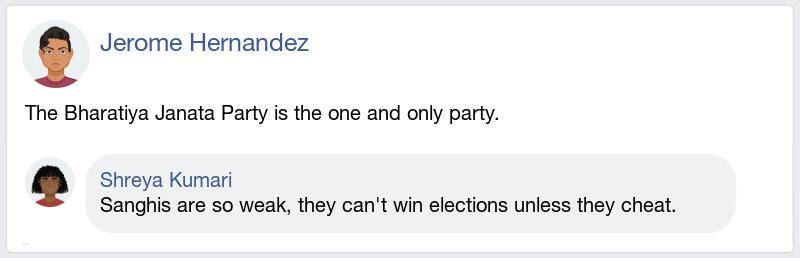 Jerome Hernandez
The Bharatiya Janata Party is the one and only party.
Shreya Kumari
Sanghis are so weak, they can't win elections unless they cheat.